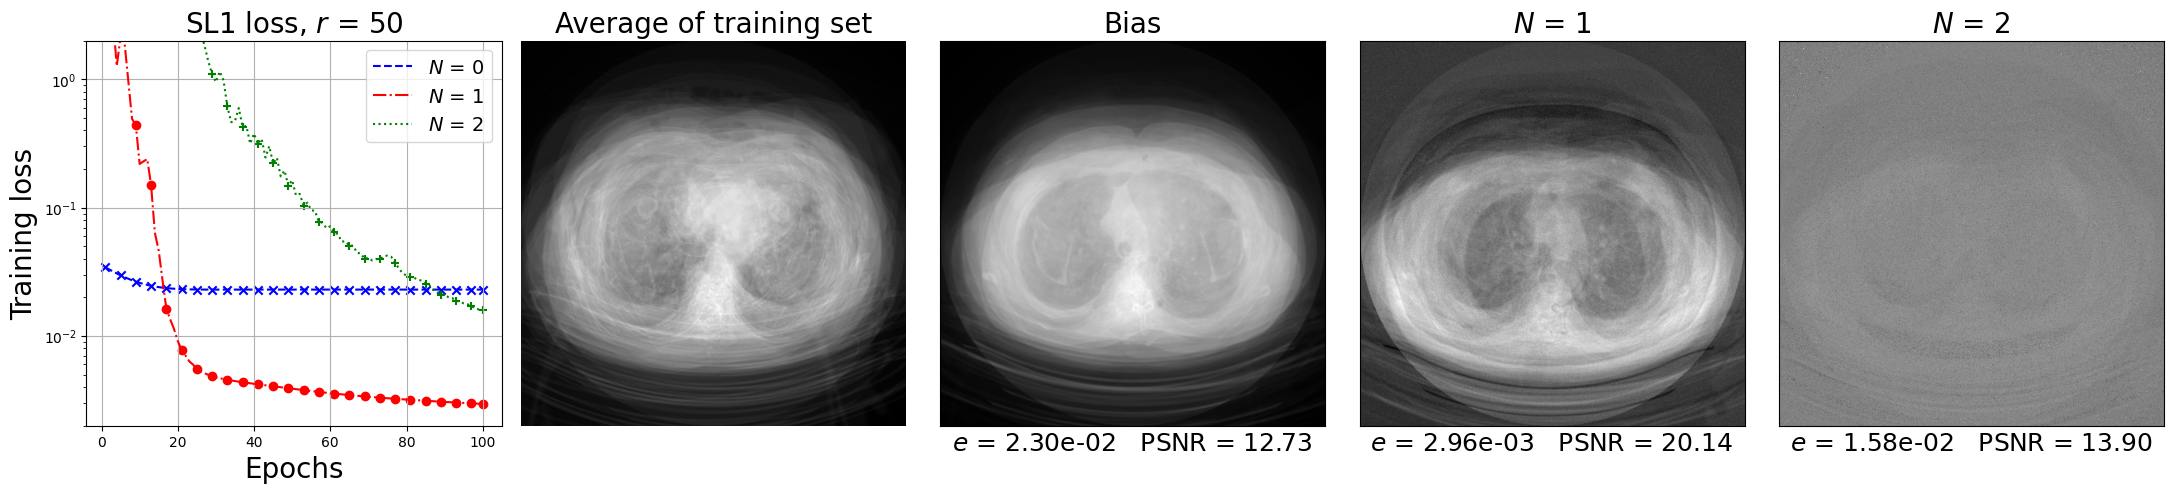 SL1 loss, r = 50
Average of training set
Bias
N = 1
N = 2
N = 0
N = 1
N = 2
10⁰
10⁻¹
10⁻²
Training loss
0 20 40 60 80 100
Epochs
e = 2.30e-02 PSNR = 12.73
e = 2.96e-03 PSNR = 20.14
e = 1.58e-02 PSNR = 13.90